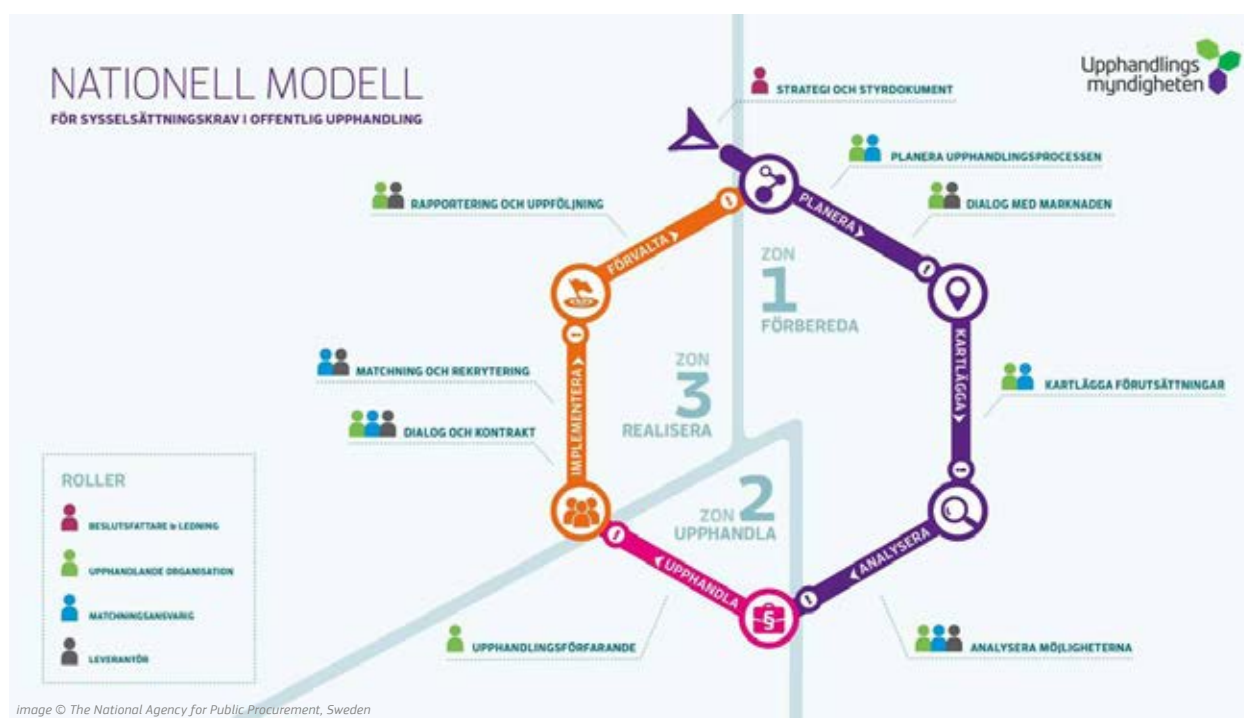 NATIONELL MODELL
FÖR SYSSELSÄTTNINGSKRAV I OFFENTLIG UPPHANDLING
Upphandlings
myndigheten
STRATEGI OCH STYRDOKUMENT
PLANERA UPPHANDLINGSPROCESSEN
DIALOG MED MARKNADEN
RAPPORTERING OCH UPPFÖLJNING
PLANERA
FÖRVALTA
ZON
1
FÖRBEREDA
KARTLÄGGA
KARTLÄGGA FÖRUTSÄTTNINGAR
MATCHNING OCH REKRYTERING
DIALOG OCH KONTRAKT
IMPLEMENTERA
ZON
3
REALISERA
ZON 2
UPPHANDLA
ANALYSERA
UPPHANDLA
§
UPPHANDLINGSFÖRFARANDE
ANALYSERA MÖJLIGHETERNA
ROLLER
BESLUTSFATTARE & LEDNING
UPPHANDLANDE ORGANISATION
MATCHNINGSANSVARIG
LEVERANTÖR
image © The National Agency for Public Procurement, Sweden